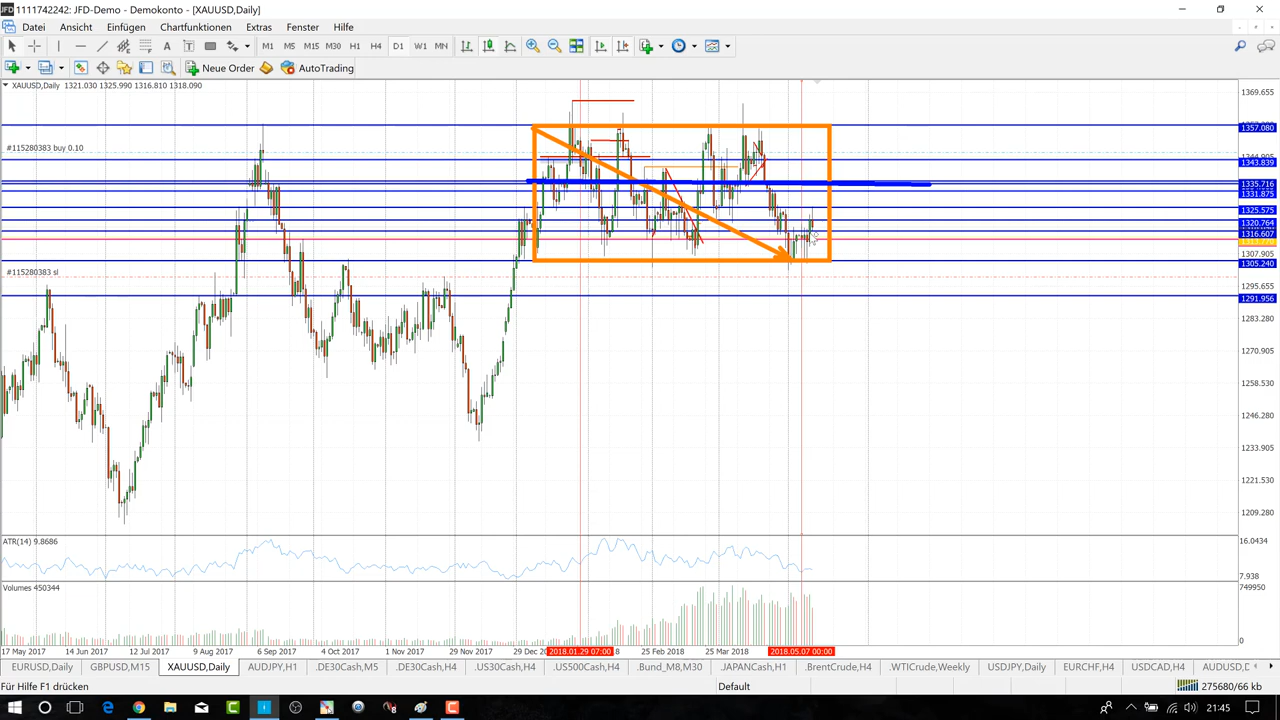 1111742242: JFD-Demo - Demokonto - [XAUUSD,Daily]
Datei Ansicht Einfügen Chartfunktionen Extras Fenster Hilfe
M1 M5 M15 M30 H1 H4 D1 W1 MN
Neue Order AutoTrading
XAUUSD,Daily 1321.030 1325.990 1316.810 1318.090
1369.655
1357.080
#115280383 buy 0.10
1343.839
1335.716
1331.875
1325.575
1320.764
1316.607
1307.905
1305.240
#115280383 sl
1295.655
1291.956
1283.280
1270.905
1258.530
1246.280
1233.905
1221.530
1209.280
ATR(14) 9.8686
16.0434
7.938
Volumes 450344
749950
0
17 May 2017 14 Jun 2017 12 Jul 2017 9 Aug 2017 6 Sep 2017 4 Oct 2017 1 Nov 2017 29 Nov 2017 29 Dec 2018.01.29 07:00 25 Feb 2018 25 Mar 2018 2018.05.07 00:00
EURUSD,Daily GBPUSD,M15 XAUUSD,Daily AUDJPY,H1 .DE30Cash,M5 .DE30Cash,H4 .US30Cash,H4 .US500Cash,H4 .Bund_M8,M30 .JAPANCash,H1 .BrentCrude,H4 .WTICrude,Weekly USDJPY,Daily EURCHF,H4 USDCAD,H4 AUDUSD,D
Für Hilfe F1 drücken Default 275680/66 kb
21:45